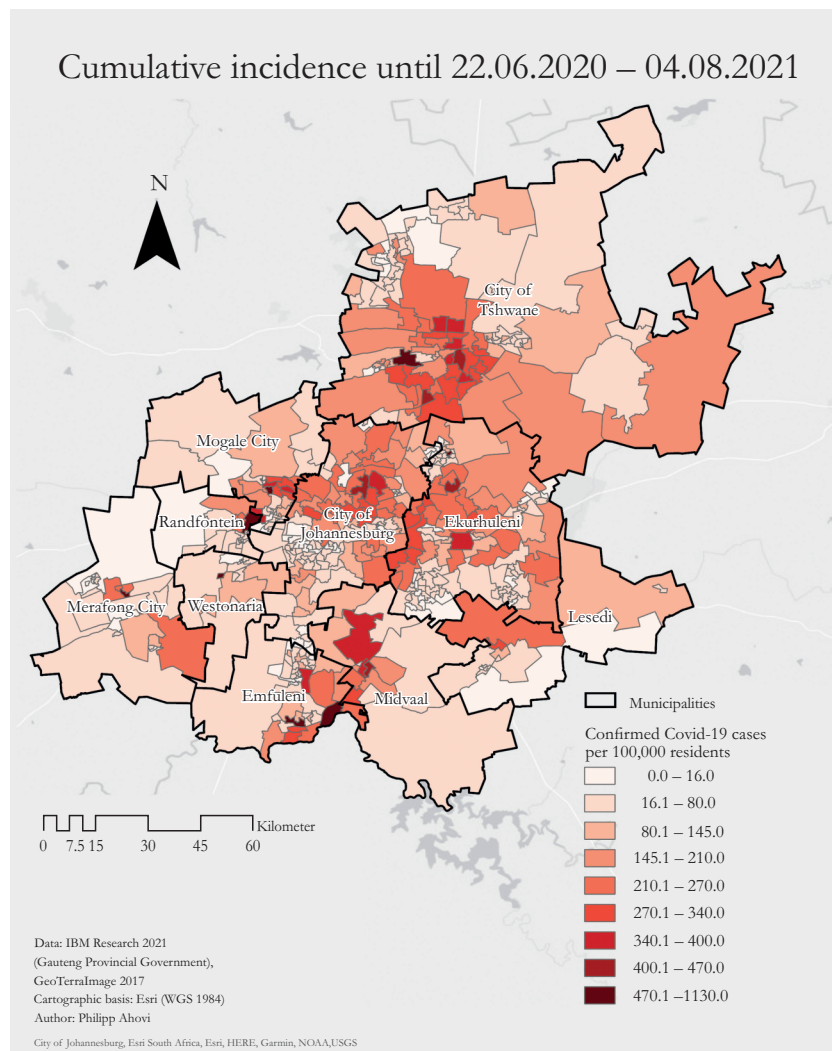 Cumulative incidence until 22.06.2020 – 04.08.2021
N
City of
Tshwane
Mogale City
Randfontein
City of
Johannesburg
Ekurhuleni
Merafong City
Westonaria
Lesedi
Emfuleni
Midvaal
Municipalities
Confirmed Covid-19 cases
per 100,000 residents
0.0 – 16.0
16.1 – 80.0
80.1 – 145.0
145.1 – 210.0
210.1 – 270.0
270.1 – 340.0
340.1 – 400.0
400.1 – 470.0
470.1 –1130.0
Kilometer
0 7.5 15 30 45 60
Data: IBM Research 2021
(Gauteng Provincial Government),
GeoTerraImage 2017
Cartographic basis: Esri (WGS 1984)
Author: Philipp Ahovi
City of Johannesburg, Esri South Africa, Esri, HERE, Garmin, NOAA,USGS